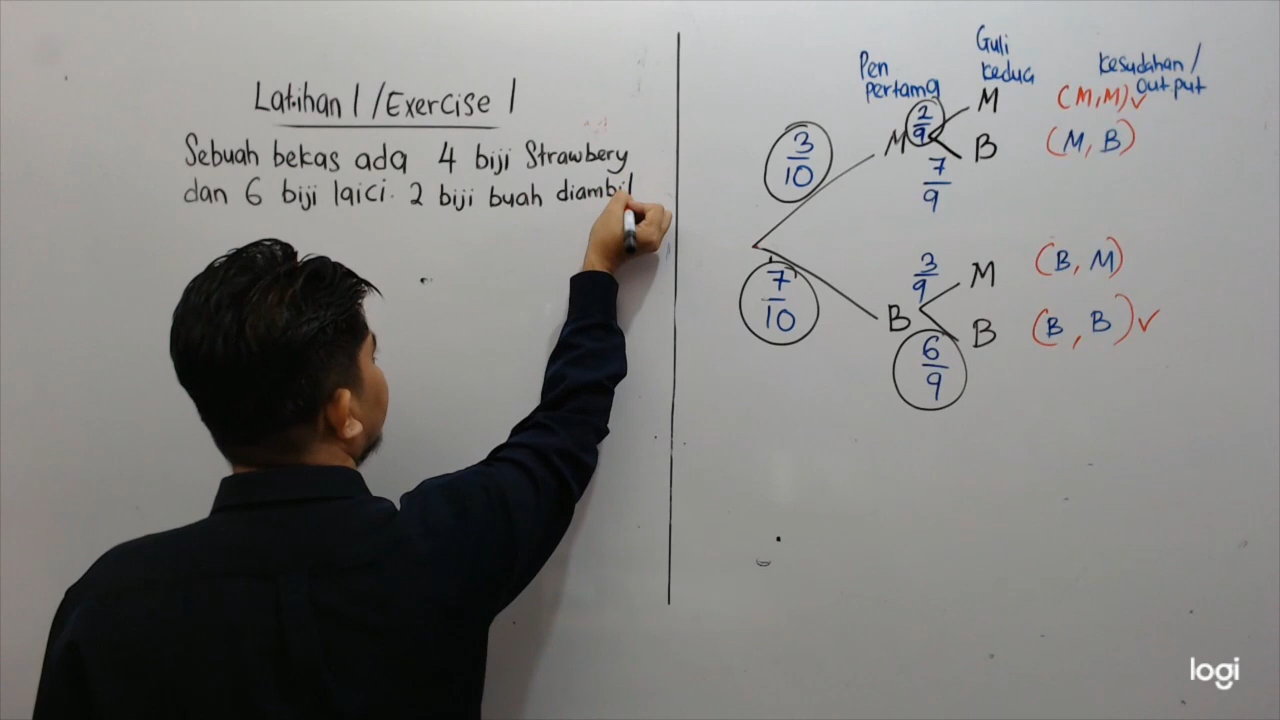 Latihan 1 / Exercise 1
Sebuah bekas ada 4 biji Strawbery
dan 6 biji laici. 2 biji buah diambil
Pen
pertama
Guli
kedua
Kesudahan /
output
3/10
M
2/9
M
(M, M) ✓
7/9
B
(M, B)
7/10
B
3/9
M
(B, M)
6/9
B
(B, B) ✓
logi